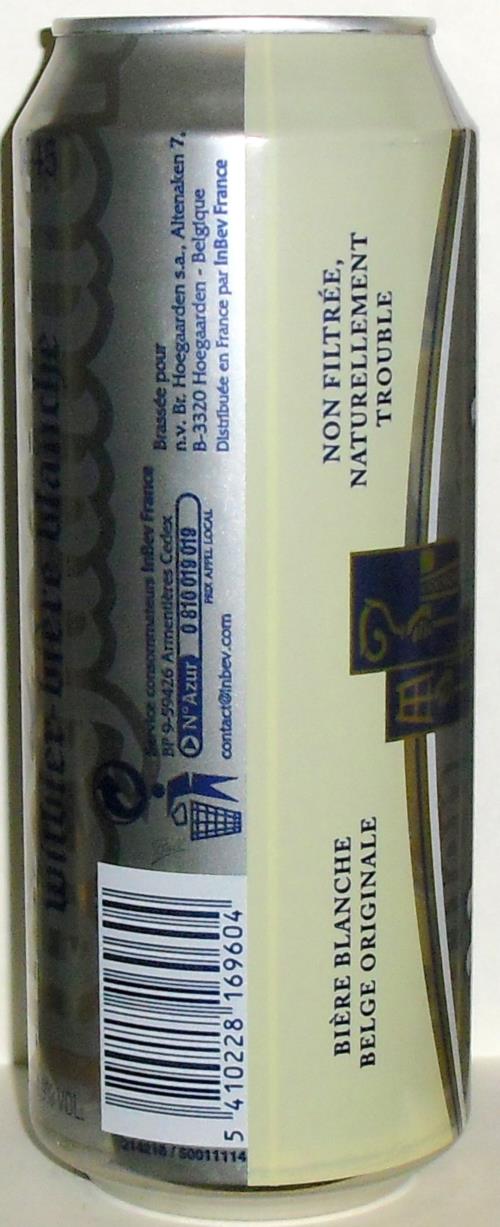 witbier-bière blanche
Service consommateurs InBev France
BP 9-59426 Armentières Cedex
N°Azur 0 810 019 019
PRIX APPEL LOCAL
contact@inbev.com
Brassée pour
n.v. Br. Hoegaarden s.a., Altenaken 7,
B-3320 Hoegaarden - Belgique
Distribuée en France par InBev France
BIÈRE BLANCHE
BELGE ORIGINALE
NON FILTRÉE,
NATURELLEMENT
TROUBLE
5 410228 169604
/ 50011114
% VOL.